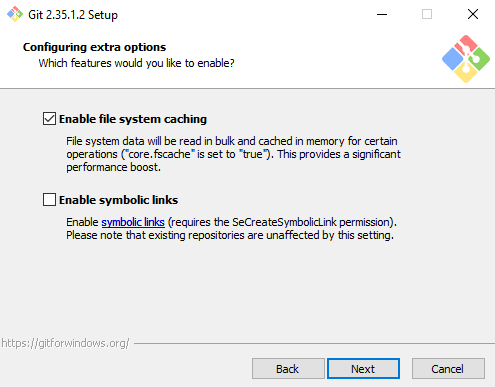 Git 2.35.1.2 Setup
Configuring extra options
Which features would you like to enable?
Enable file system caching
File system data will be read in bulk and cached in memory for certain
operations ("core.fscache" is set to "true"). This provides a significant
performance boost.
Enable symbolic links
Enable symbolic links (requires the SeCreateSymbolicLink permission).
Please note that existing repositories are unaffected by this setting.
https://gitforwindows.org/
Back
Next
Cancel